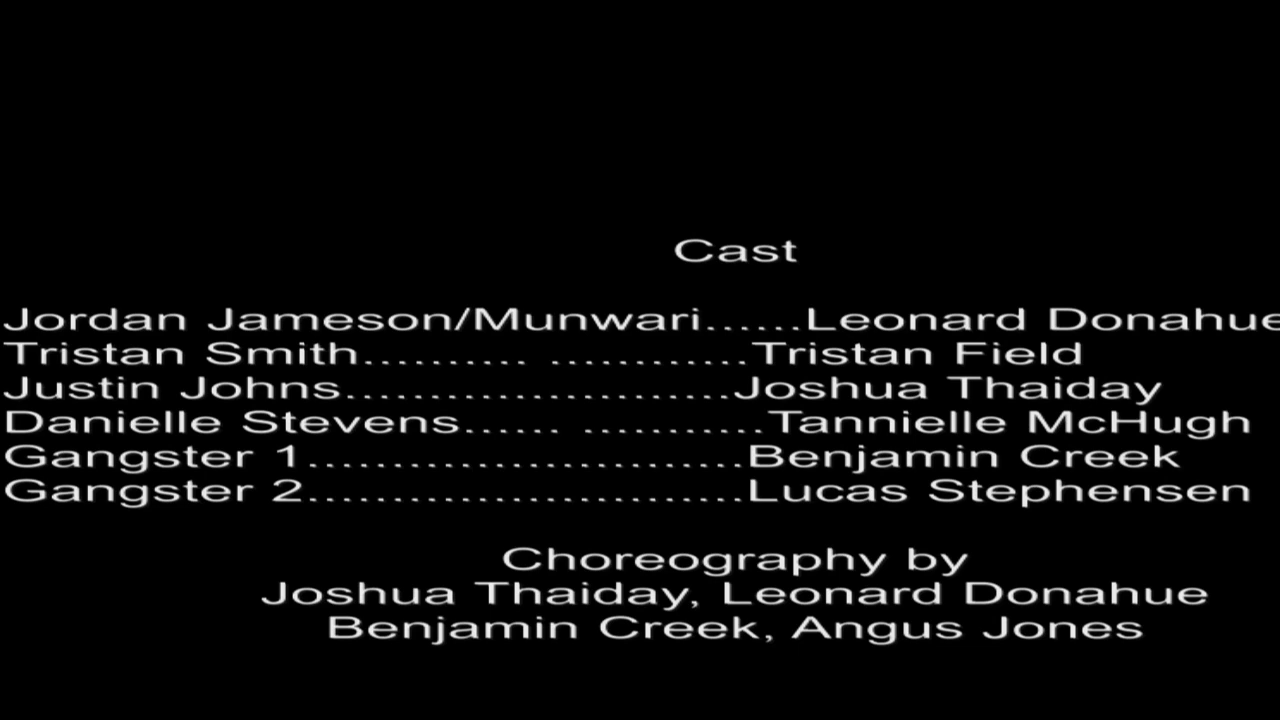 Cast
Jordan Jameson/Munwari......Leonard Donahue
Tristan Smith.......... ............Tristan Field
Justin Johns.......................Joshua Thaiday
Danielle Stevens...... ...........Tannielle McHugh
Gangster 1..........................Benjamin Creek
Gangster 2..........................Lucas Stephensen
Choreography by
Joshua Thaiday, Leonard Donahue
Benjamin Creek, Angus Jones